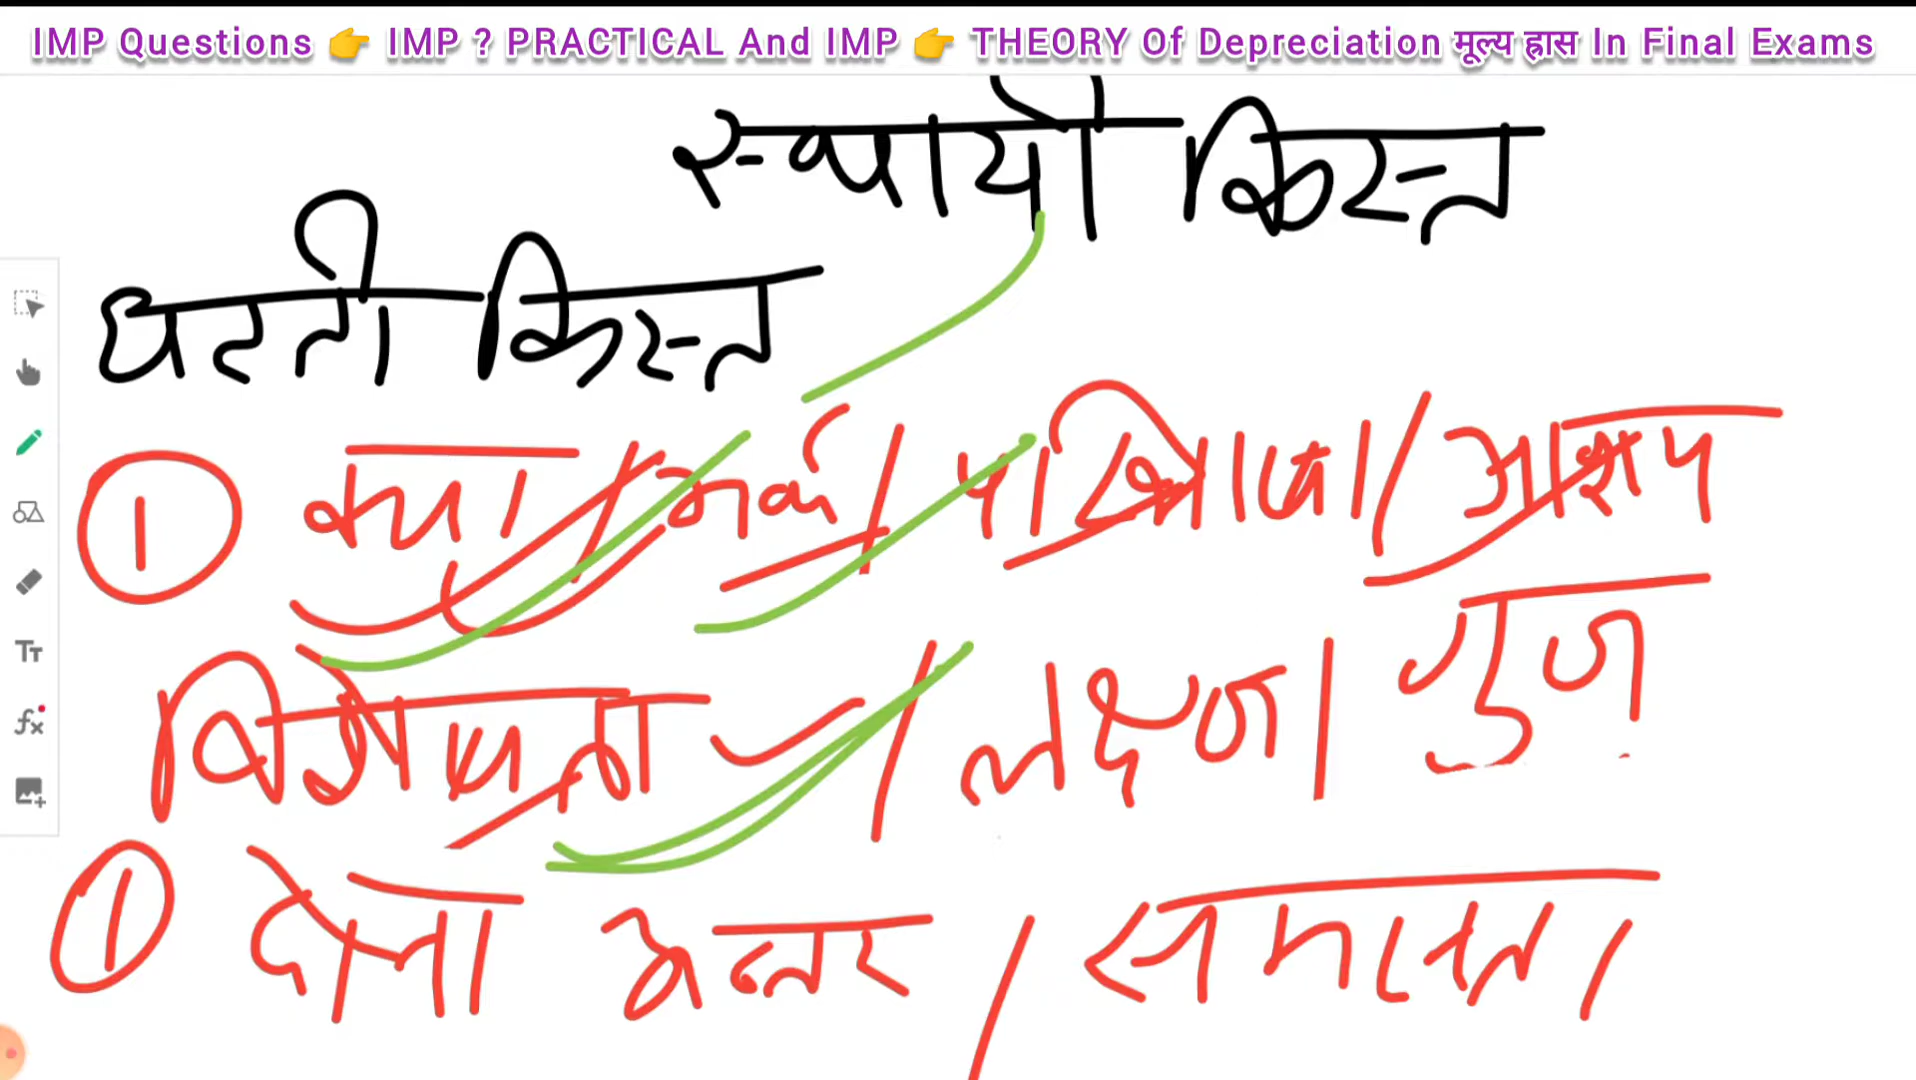 IMP Questions 👉 IMP ? PRACTICAL And IMP 👉 THEORY Of Depreciation मूल्य ह्रास In Final Exams
स्थायी किस्त
घटती किस्त
① क्या / अर्थ / परिभाषा / आशय
विशेषता / लक्षण / गुण
① दोनों अन्तर / समानता /